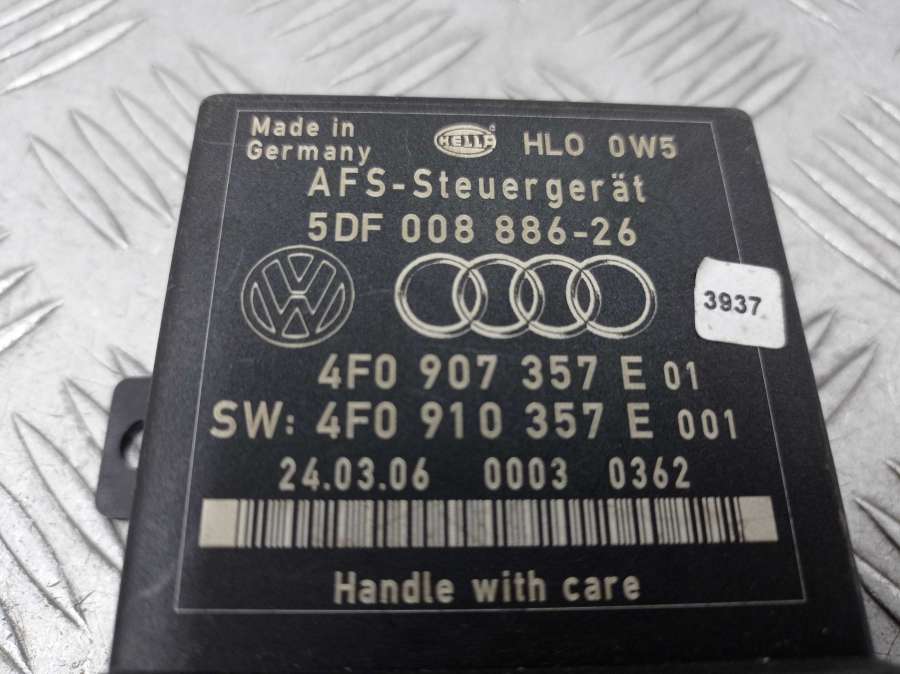 Made in
Germany
HELLA
HLO 0W5
AFS-Steuergerät
5DF 008 886-26
VW
3937
4F0 907 357 E 01
SW: 4F0 910 357 E 001
24.03.06 0003 0362
Handle with care